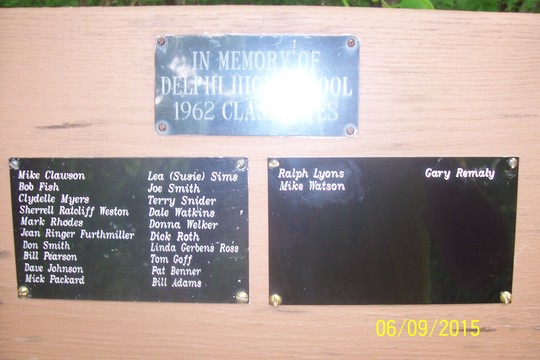 IN MEMORY OF
DELPHI HIGH SCHOOL
1962 CLASSMATES
Mike Clawson
Bob Fish
Clydelle Myers
Sherrell Ratcliff Weston
Mark Rhodes
Jean Ringer Furthmiller
Don Smith
Bill Pearson
Dave Johnson
Mick Packard
Lea (Susie) Sims
Joe Smith
Terry Snider
Dale Watkins
Donna Welker
Dick Roth
Linda Gerbens Ross
Tom Goff
Pat Benner
Bill Adams
Ralph Lyons
Mike Watson
Gary Remaly
06/09/2015